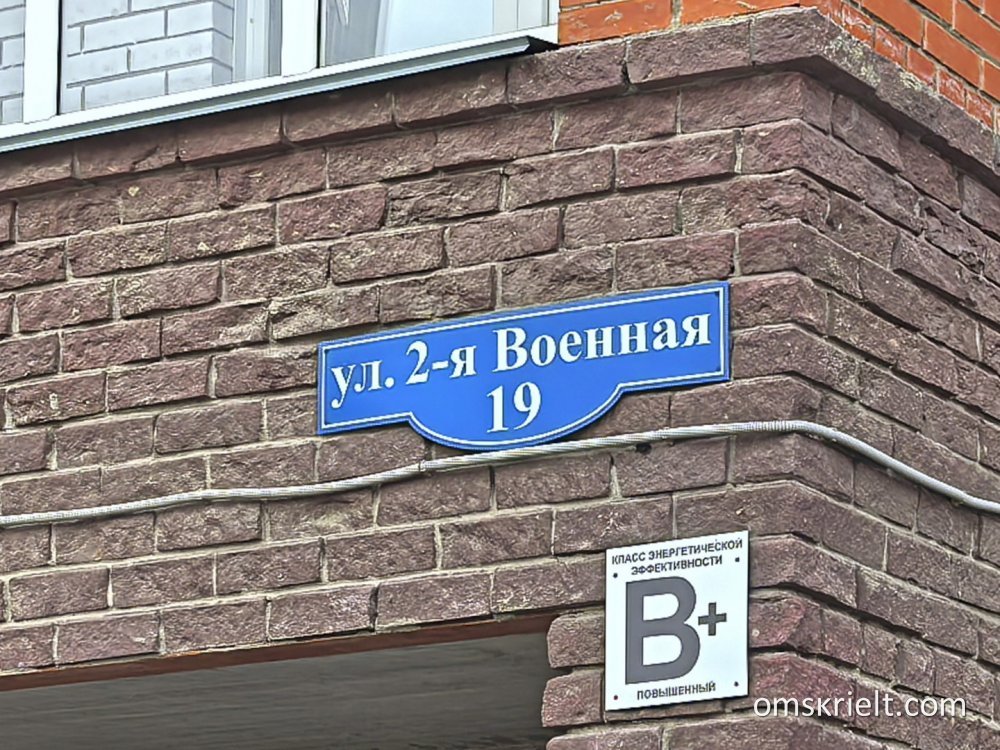 ул. 2-я Военная
19
КЛАСС ЭНЕРГЕТИЧЕСКОЙ
ЭФФЕКТИВНОСТИ
B+
ПОВЫШЕННЫЙ
omskrielt.com